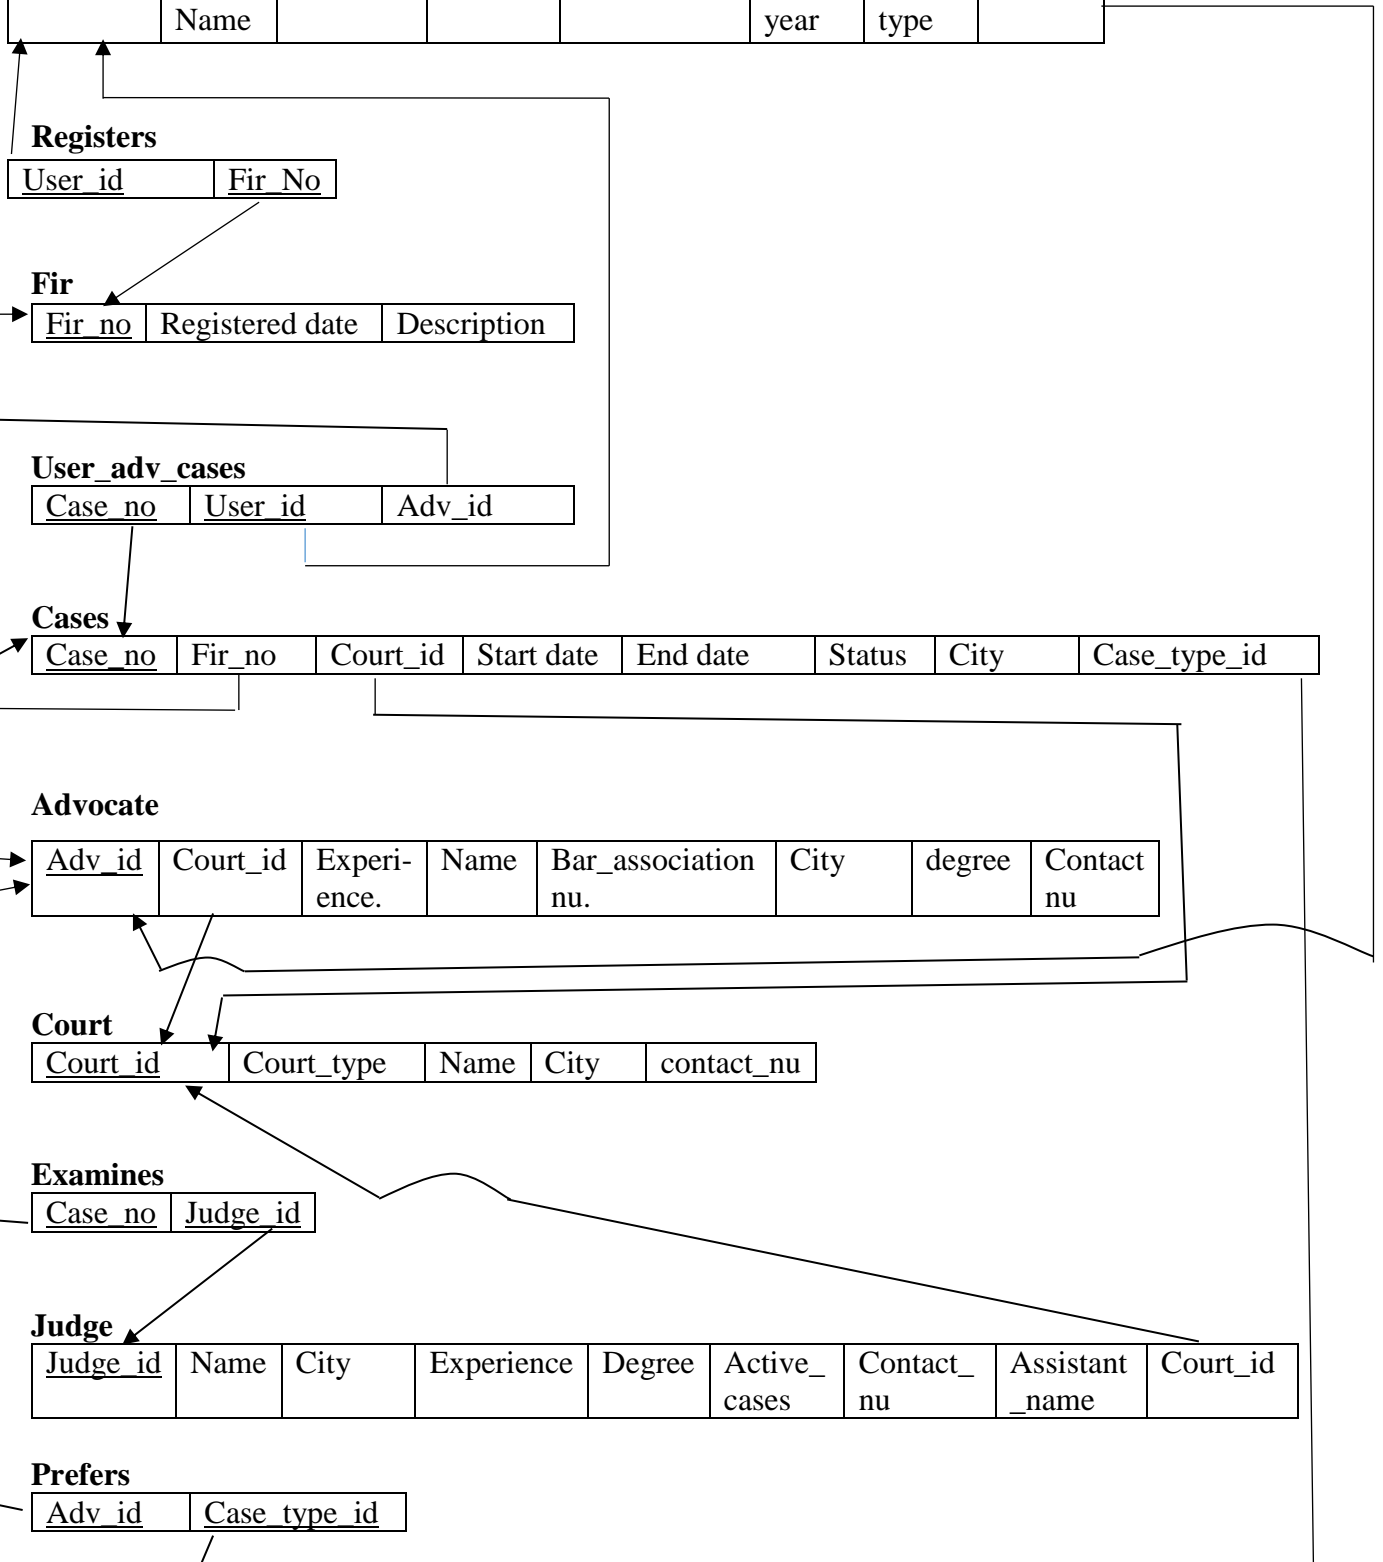 Name year type
Registers
User_id Fir_No
Fir
Fir_no Registered date Description
User_adv_cases
Case_no User_id Adv_id
Cases
Case_no Fir_no Court_id Start date End date Status City Case_type_id
Advocate
Adv_id Court_id Experi- Name Bar_association City degree Contact
ence. nu. nu
Court
Court_id Court_type Name City contact_nu
Examines
Case_no Judge_id
Judge
Judge_id Name City Experience Degree Active_ Contact_ Assistant Court_id
cases nu _name
Prefers
Adv_id Case_type_id